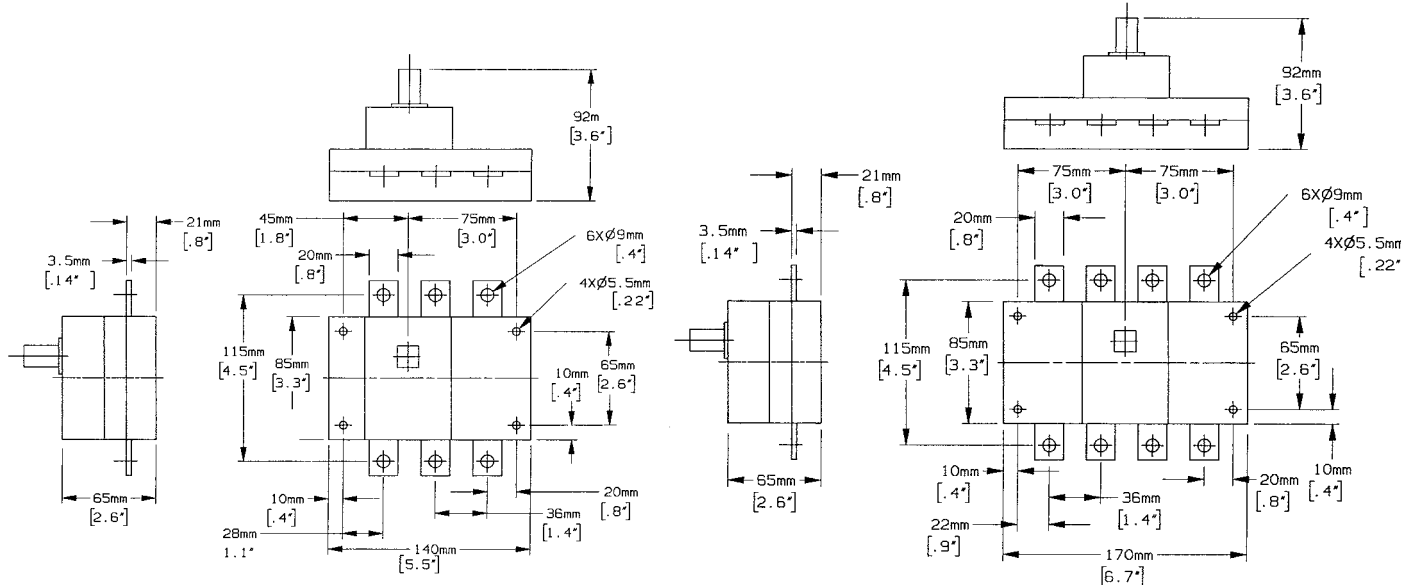 92m
[3.6"]
45mm
[1.8"]
75mm
[3.0"]
21mm
[.8"]
3.5mm
[.14" ]
20mm
[.8"]
6XØ9mm
[.4"]
4XØ5.5mm
[.22"]
115mm
[4.5"]
85mm
[3.3"]
10mm
[.4"]
65mm
[2.6"]
65mm
[2.6"]
10mm
[.4"]
28mm
1.1"
36mm
[1.4"]
20mm
[.8"]
140mm
[5.5"]
92mm
[3.6"]
75mm
[3.0"]
75mm
[3.0"]
21mm
[.8"]
3.5mm
[.14"
20mm
[.8"]
6XØ9mm
[.4"]
4XØ5.5mm
[.22"
115mm
[4.5"]
85mm
[3.3"]
65mm
[2.6"]
65mm
[2.6"]
10mm
[.4"]
22mm
[.9"]
36mm
[1.4"]
20mm
[.8"]
10mm
[.4"]
170mm
[6.7"]